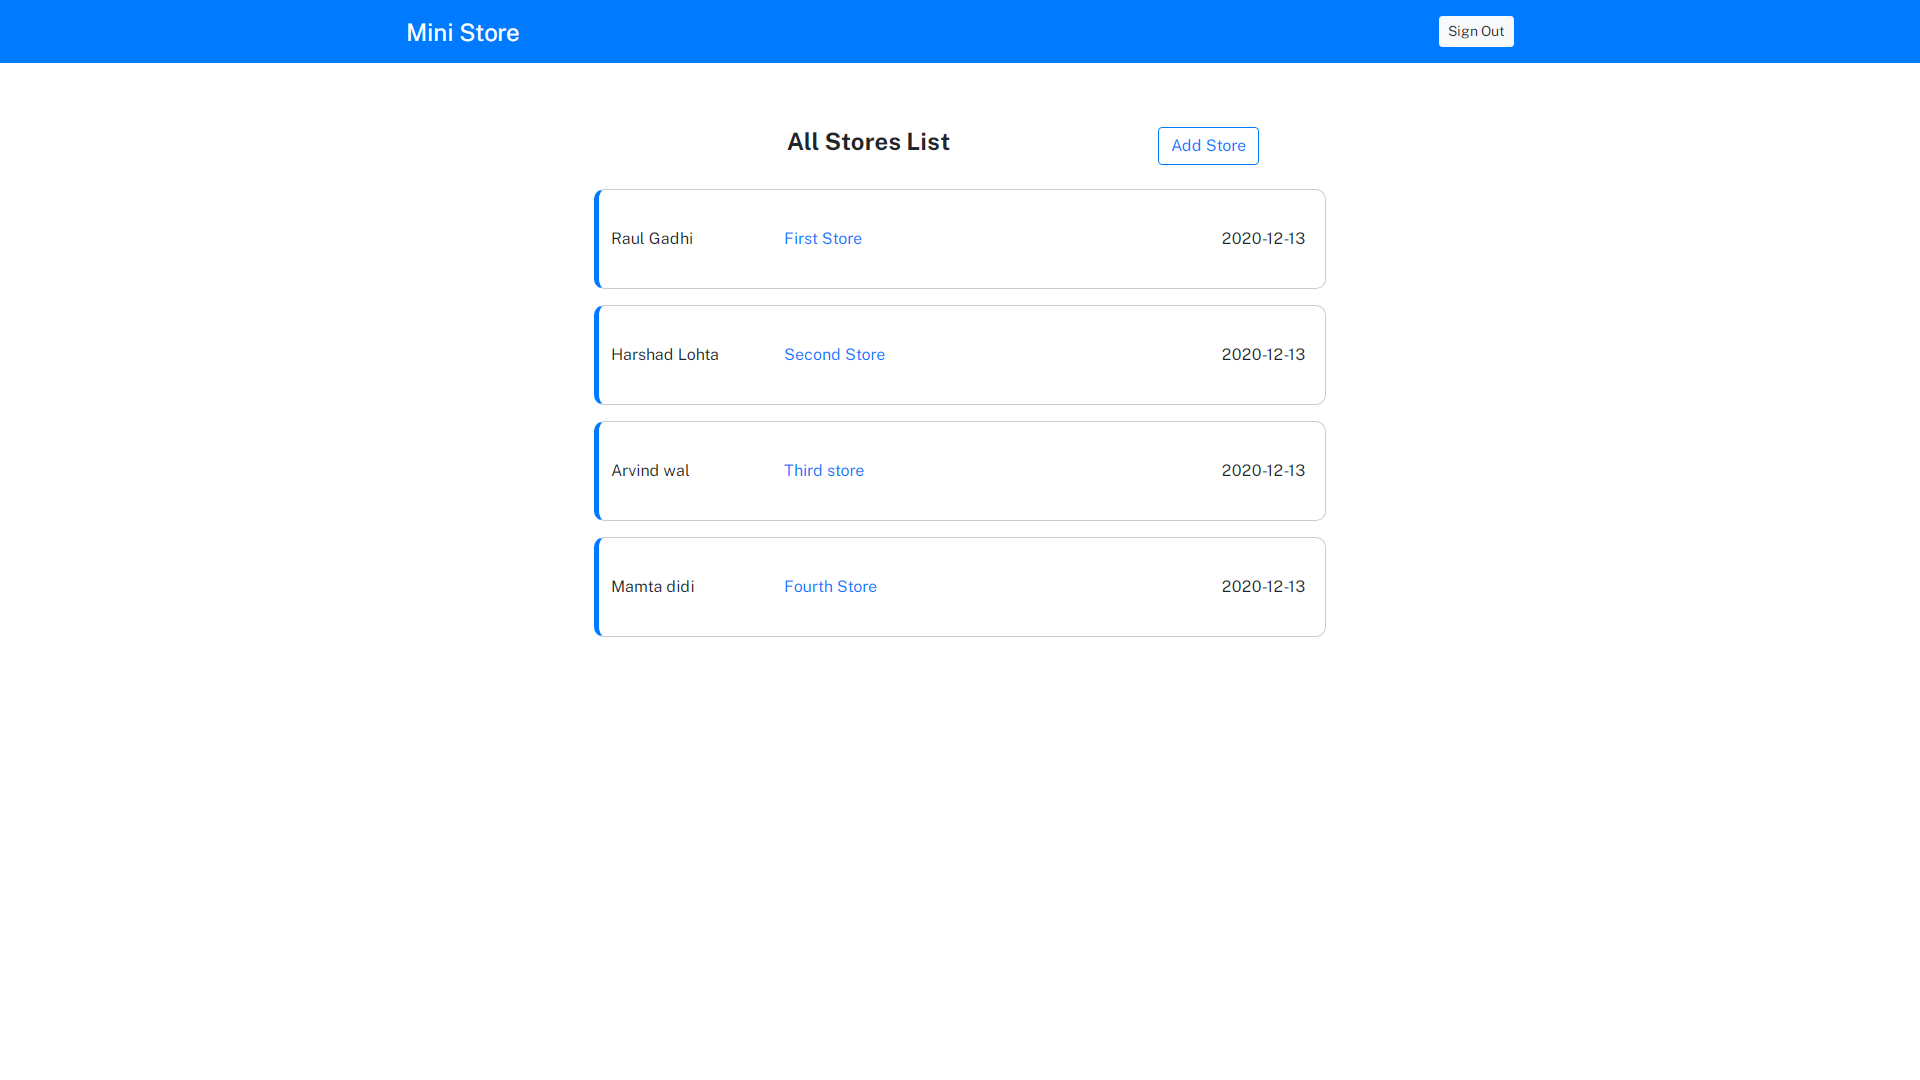 Mini Store
Sign Out
All Stores List
Add Store
Raul Gadhi First Store 2020-12-13
Harshad Lohta Second Store 2020-12-13
Arvind wal Third store 2020-12-13
Mamta didi Fourth Store 2020-12-13